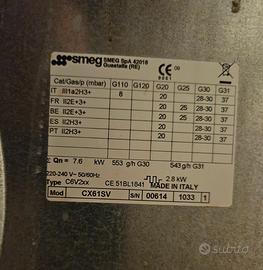 smeg
SMEG SpA 42016
Guastalla (RE)
CE 09
Cat/Gas/p (mbar) G110 G120 G20 G25 G30 G31
IT III1a2H3+ 8 20 28-30 37
FR II2E+3+ 20 25 28-30 37
BE II2E+3+ 20 25 28-30 37
ES II2H3+ 20 28-30 37
PT II2H3+ 20 28-30 37
Σ Qn = 7.6 kW 553 g/h G30 543 g/h G31
220-240 V~ 50/60Hz 2.8 kW
Type C6V2xx CE 51BL1841 MADE IN ITALY
Mod CX61SV S/N 00614 1033 1
subito